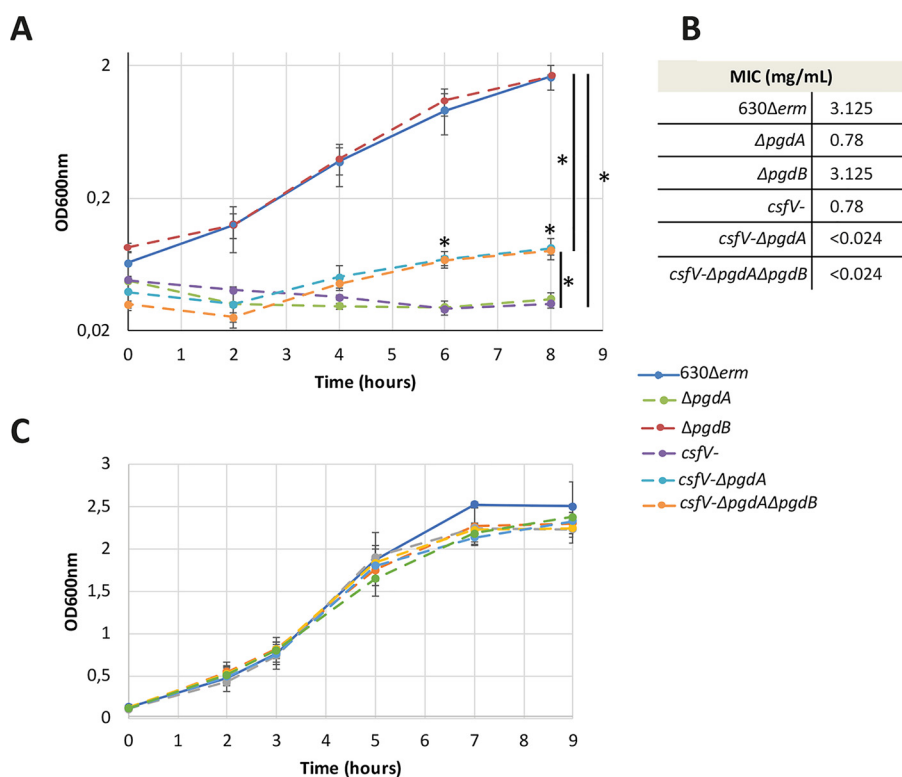 A
2
0,2
0,02
OD600nm
0 1 2 3 4 5 6 7 8 9
Time (hours)
*
*
*
*
*
B
MIC (mg/mL)
630Δerm 3.125
ΔpgdA 0.78
ΔpgdB 3.125
csfV- 0.78
csfV-ΔpgdA <0.024
csfV-ΔpgdAΔpgdB <0.024
630Δerm
ΔpgdA
ΔpgdB
csfV-
csfV-ΔpgdA
csfV-ΔpgdAΔpgdB
C
3
2,5
2
1,5
1
0,5
0
OD600nm
0 1 2 3 4 5 6 7 8 9
Time (hours)